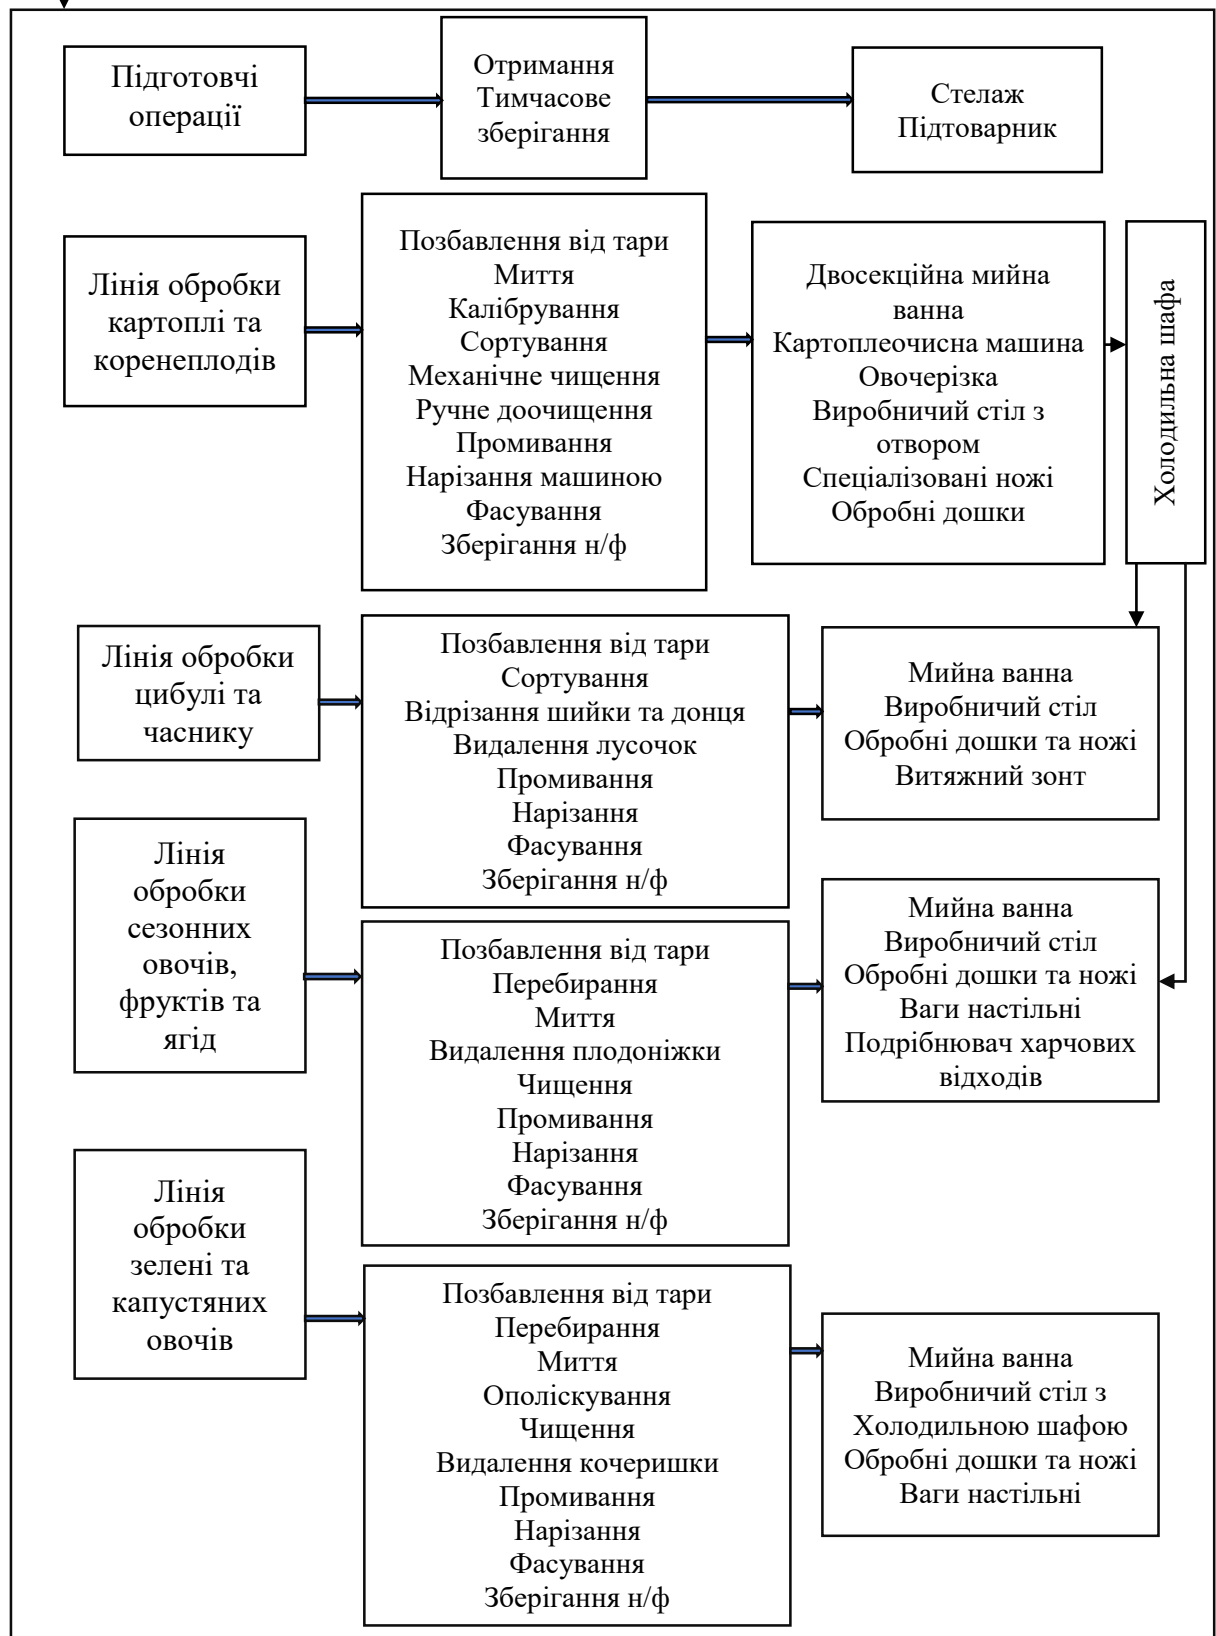 Підготовчі
операції
Отримання
Тимчасове
зберігання
Стелаж
Підтоварник
Лінія обробки
картоплі та
коренеплодів
Позбавлення від тари
Миття
Калібрування
Сортування
Механічне чищення
Ручне доочищення
Промивання
Нарізання машиною
Фасування
Зберігання н/ф
Двосекційна мийна
ванна
Картоплеочисна машина
Овочерізка
Виробничий стіл з
отвором
Спеціалізовані ножі
Обробні дошки
Холодильна шафа
Лінія обробки
цибулі та
часнику
Позбавлення від тари
Сортування
Відрізання шийки та донця
Видалення лусочок
Промивання
Нарізання
Фасування
Зберігання н/ф
Мийна ванна
Виробничий стіл
Обробні дошки та ножі
Витяжний зонт
Лінія
обробки
сезонних
овочів,
фруктів та
ягід
Позбавлення від тари
Перебирання
Миття
Видалення плодоніжки
Чищення
Промивання
Нарізання
Фасування
Зберігання н/ф
Мийна ванна
Виробничий стіл
Обробні дошки та ножі
Ваги настільні
Подрібнювач харчових
відходів
Лінія
обробки
зелені та
капустяних
овочів
Позбавлення від тари
Перебирання
Миття
Ополіскування
Чищення
Видалення кочеришки
Промивання
Нарізання
Фасування
Зберігання н/ф
Мийна ванна
Виробничий стіл з
Холодильною шафою
Обробні дошки та ножі
Ваги настільні